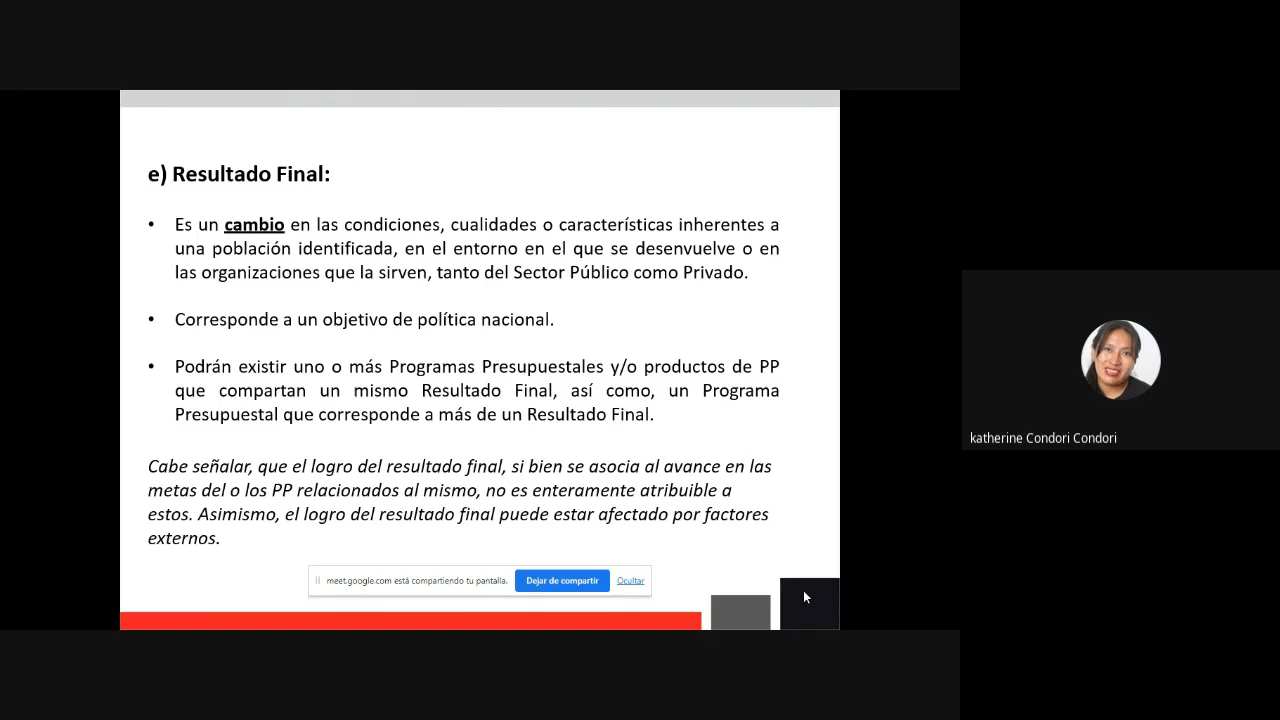 e) Resultado Final:
• Es un cambio en las condiciones, cualidades o características inherentes a
una población identificada, en el entorno en el que se desenvuelve o en
las organizaciones que la sirven, tanto del Sector Público como Privado.
• Corresponde a un objetivo de política nacional.
• Podrán existir uno o más Programas Presupuestales y/o productos de PP
que compartan un mismo Resultado Final, así como, un Programa
Presupuestal que corresponde a más de un Resultado Final.
Cabe señalar, que el logro del resultado final, si bien se asocia al avance en las
metas del o los PP relacionados al mismo, no es enteramente atribuible a
estos. Asimismo, el logro del resultado final puede estar afectado por factores
externos.
meet.google.com está compartiendo tu pantalla. Dejar de compartir Ocultar
katherine Condori Condori